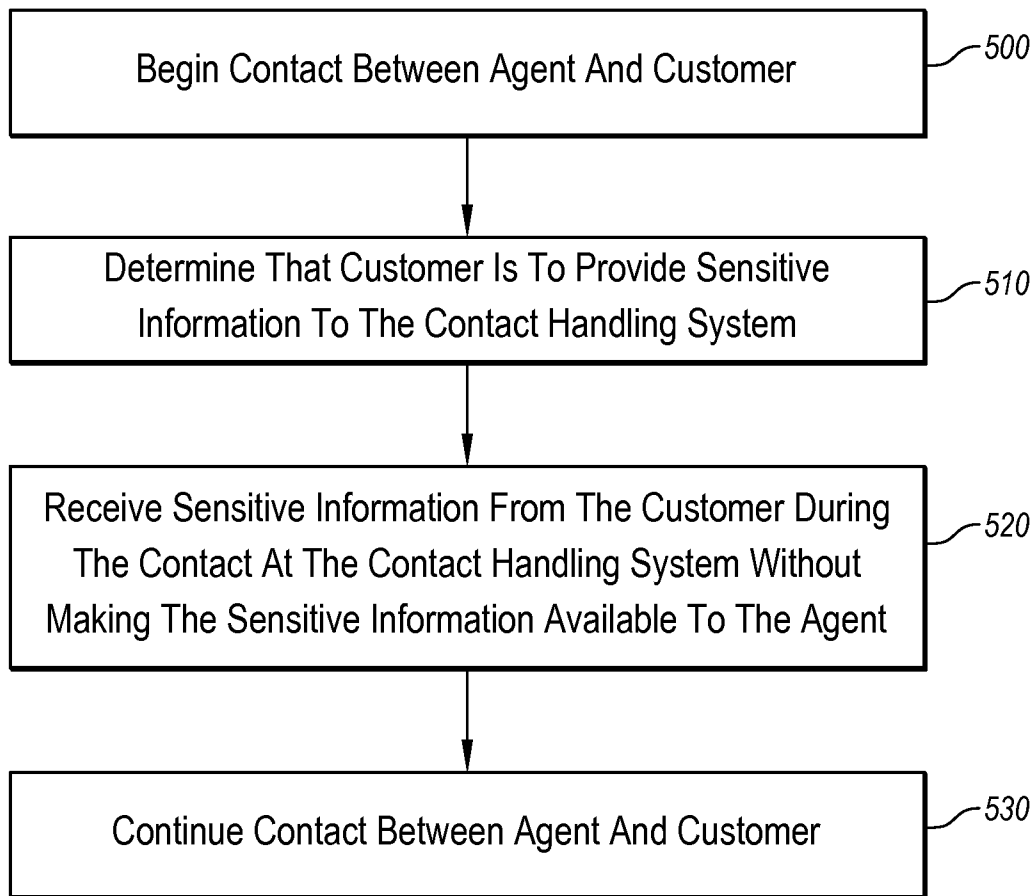 Begin Contact Between Agent And Customer
500
Determine That Customer Is To Provide Sensitive
Information To The Contact Handling System
510
Receive Sensitive Information From The Customer During
The Contact At The Contact Handling System Without
Making The Sensitive Information Available To The Agent
520
Continue Contact Between Agent And Customer
530